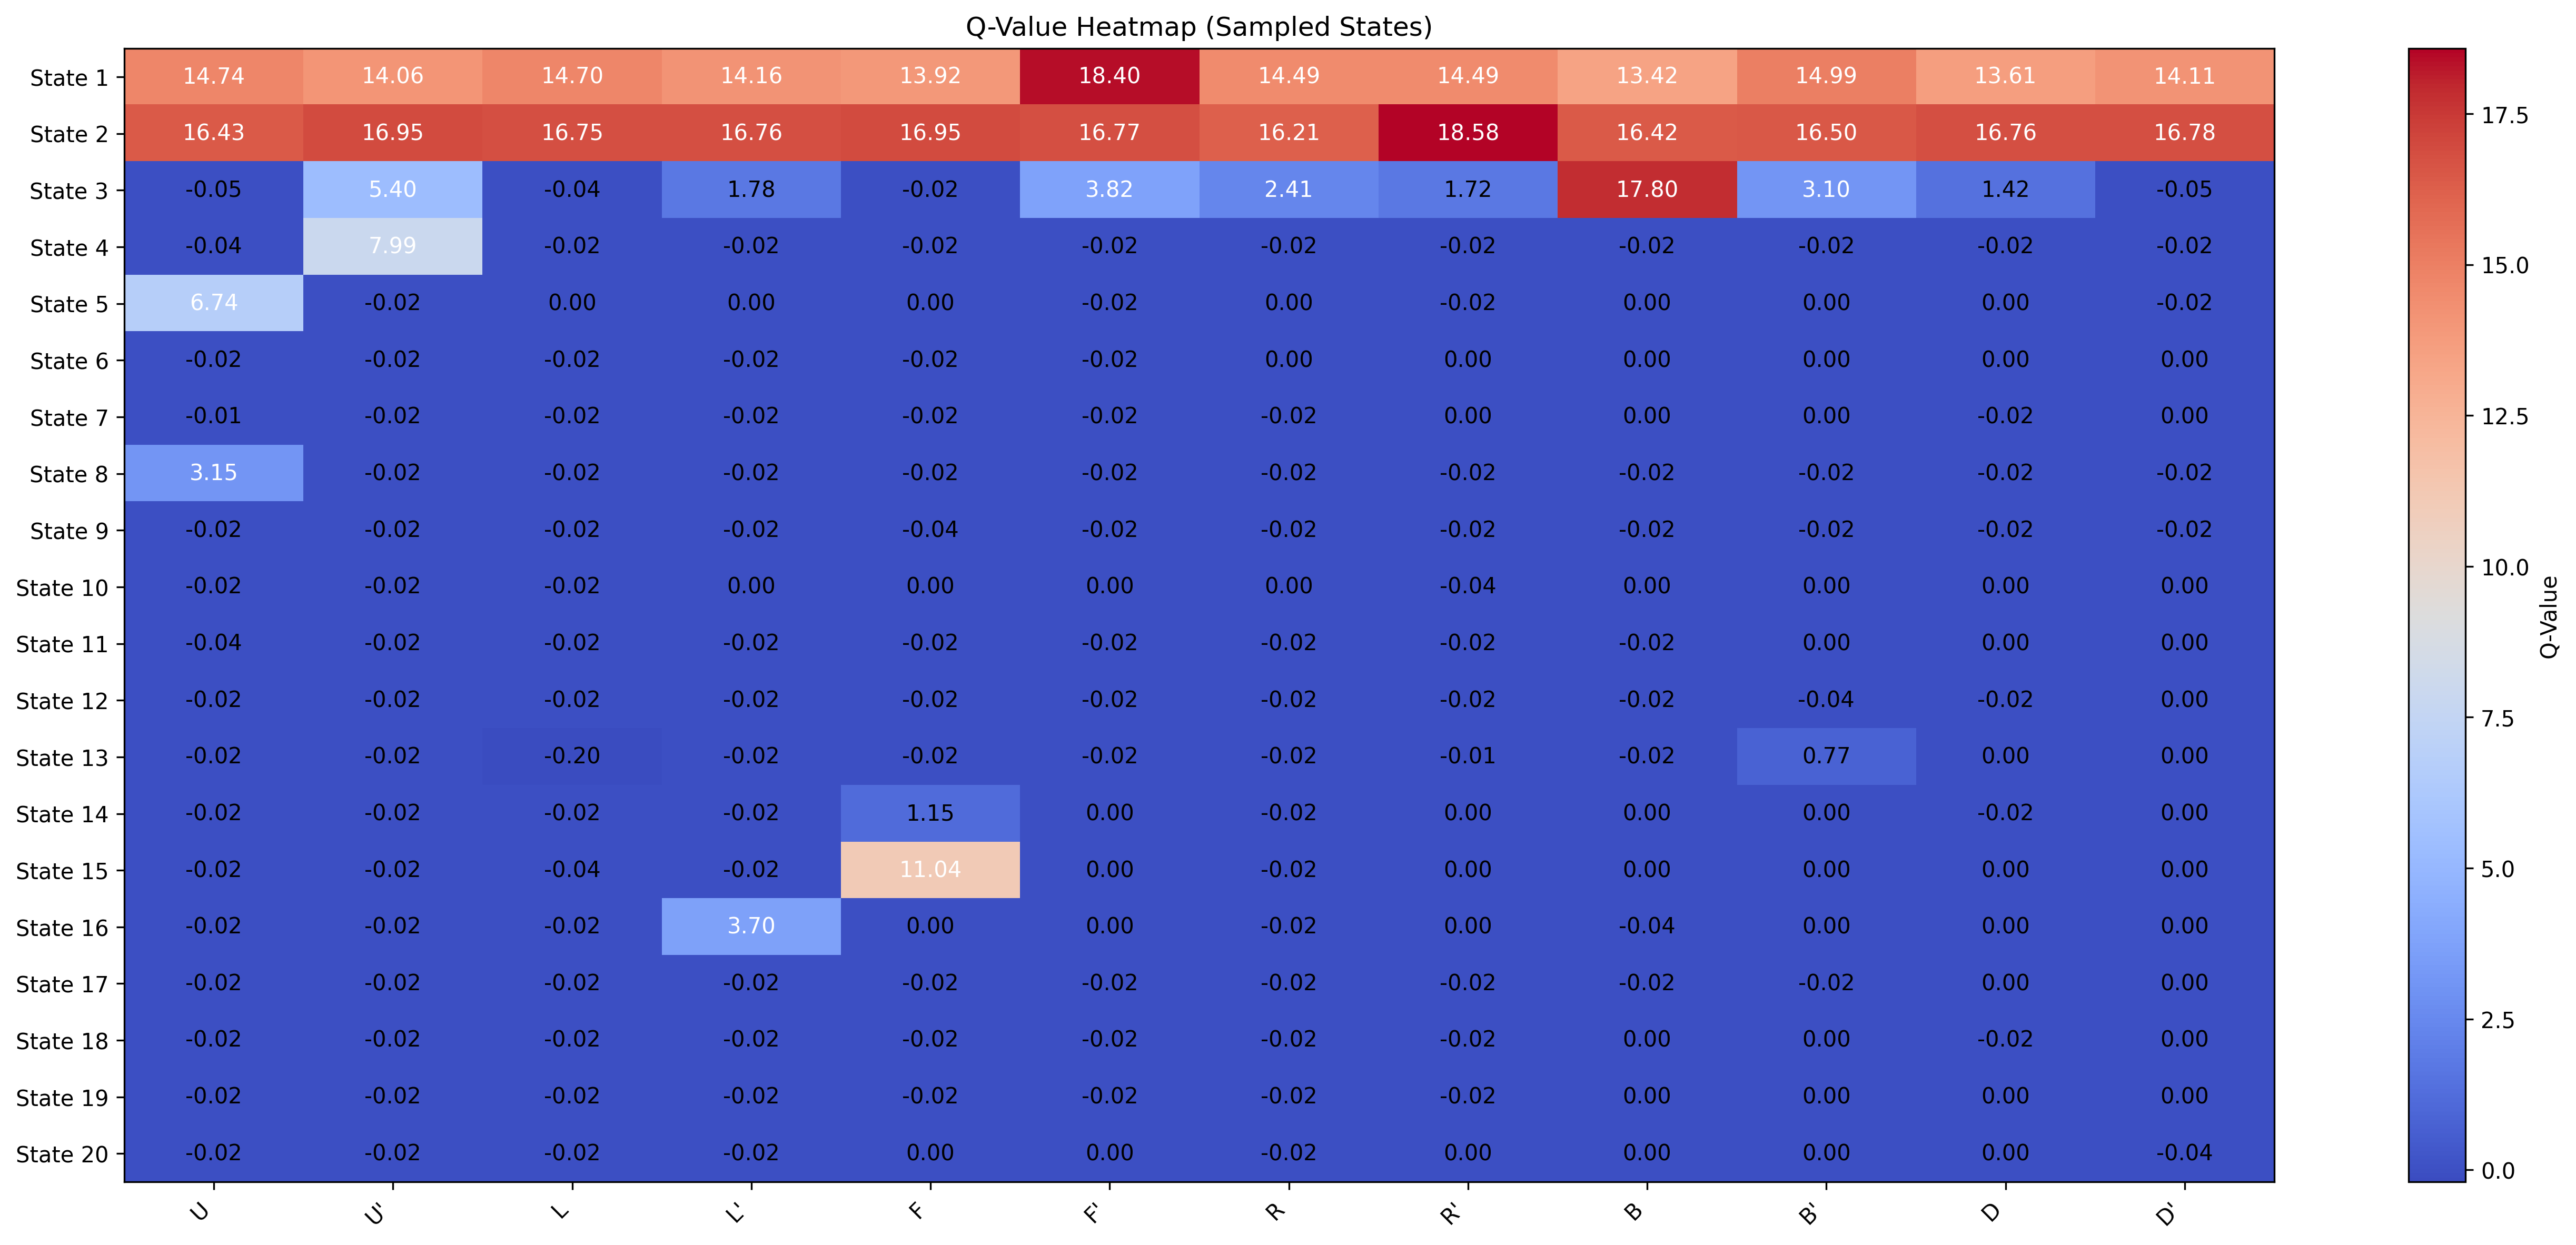 Q-Value Heatmap (Sampled States)
State 1 14.74 14.06 14.70 14.16 13.92 18.40 14.49 14.49 13.42 14.99 13.61 14.11
State 2 16.43 16.95 16.75 16.76 16.95 16.77 16.21 18.58 16.42 16.50 16.76 16.78
State 3 -0.05 5.40 -0.04 1.78 -0.02 3.82 2.41 1.72 17.80 3.10 1.42 -0.05
State 4 -0.04 7.99 -0.02 -0.02 -0.02 -0.02 -0.02 -0.02 -0.02 -0.02 -0.02 -0.02
State 5 6.74 -0.02 0.00 0.00 0.00 -0.02 0.00 -0.02 0.00 0.00 0.00 -0.02
State 6 -0.02 -0.02 -0.02 -0.02 -0.02 -0.02 0.00 0.00 0.00 0.00 0.00 0.00
State 7 -0.01 -0.02 -0.02 -0.02 -0.02 -0.02 -0.02 0.00 0.00 0.00 -0.02 0.00
State 8 3.15 -0.02 -0.02 -0.02 -0.02 -0.02 -0.02 -0.02 -0.02 -0.02 -0.02 -0.02
State 9 -0.02 -0.02 -0.02 -0.02 -0.04 -0.02 -0.02 -0.02 -0.02 -0.02 -0.02 -0.02
State 10 -0.02 -0.02 -0.02 0.00 0.00 0.00 0.00 -0.04 0.00 0.00 0.00 0.00
State 11 -0.04 -0.02 -0.02 -0.02 -0.02 -0.02 -0.02 -0.02 -0.02 0.00 0.00 0.00
State 12 -0.02 -0.02 -0.02 -0.02 -0.02 -0.02 -0.02 -0.02 -0.02 -0.04 -0.02 0.00
State 13 -0.02 -0.02 -0.20 -0.02 -0.02 -0.02 -0.02 -0.01 -0.02 0.77 0.00 0.00
State 14 -0.02 -0.02 -0.02 -0.02 1.15 0.00 -0.02 0.00 0.00 0.00 -0.02 0.00
State 15 -0.02 -0.02 -0.04 -0.02 11.04 0.00 -0.02 0.00 0.00 0.00 0.00 0.00
State 16 -0.02 -0.02 -0.02 3.70 0.00 0.00 -0.02 0.00 -0.04 0.00 0.00 0.00
State 17 -0.02 -0.02 -0.02 -0.02 -0.02 -0.02 -0.02 -0.02 -0.02 -0.02 0.00 0.00
State 18 -0.02 -0.02 -0.02 -0.02 -0.02 -0.02 -0.02 -0.02 0.00 0.00 -0.02 0.00
State 19 -0.02 -0.02 -0.02 -0.02 -0.02 -0.02 -0.02 -0.02 0.00 0.00 0.00 0.00
State 20 -0.02 -0.02 -0.02 -0.02 0.00 0.00 -0.02 0.00 0.00 0.00 0.00 -0.04
U U' L L' F F' R R' B B' D D'
17.5
15.0
12.5
10.0
7.5
5.0
2.5
0.0
Q-Value